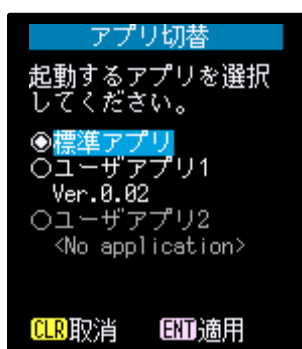 アプリ切替
起動するアプリを選択
してください。
標準アプリ
ユーザアプリ1
Ver.0.02
ユーザアプリ2
<No application>
CLR取消 ENT適用